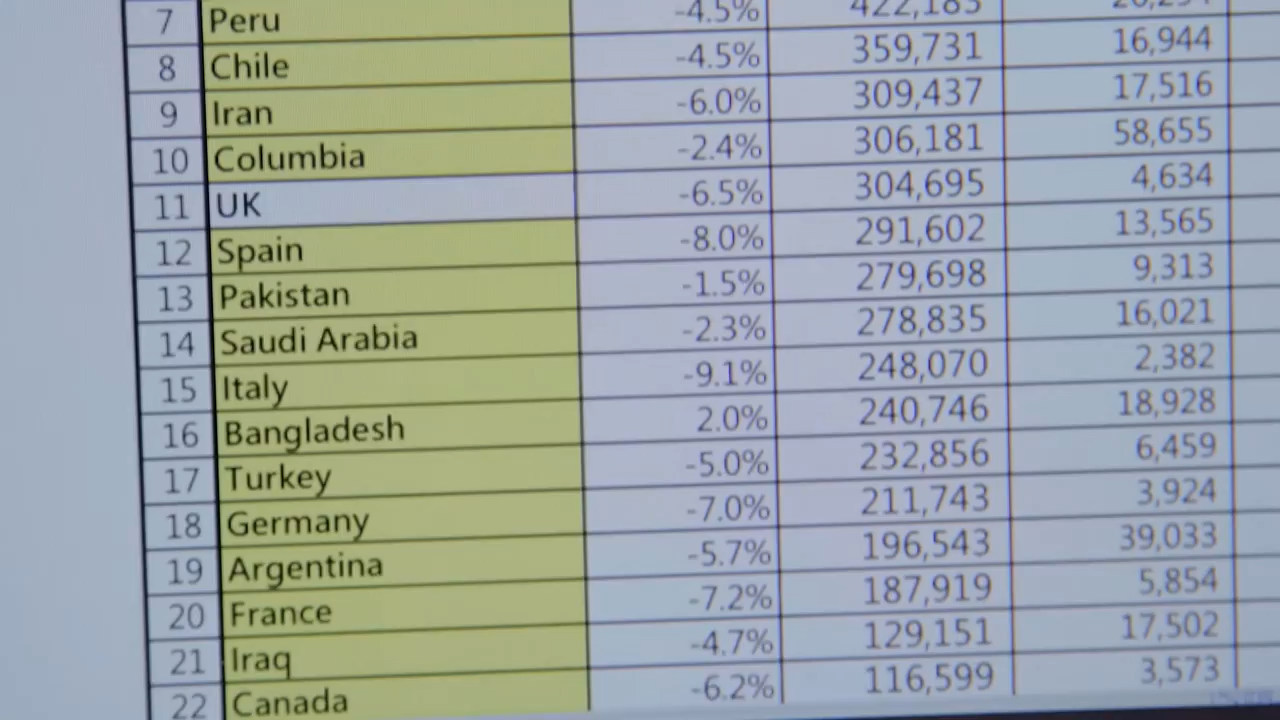 7 Peru -4.5% 422,183
8 Chile -4.5% 359,731 16,944
9 Iran -6.0% 309,437 17,516
10 Columbia -2.4% 306,181 58,655
11 UK -6.5% 304,695 4,634
12 Spain -8.0% 291,602 13,565
13 Pakistan -1.5% 279,698 9,313
14 Saudi Arabia -2.3% 278,835 16,021
15 Italy -9.1% 248,070 2,382
16 Bangladesh 2.0% 240,746 18,928
17 Turkey -5.0% 232,856 6,459
18 Germany -7.0% 211,743 3,924
19 Argentina -5.7% 196,543 39,033
20 France -7.2% 187,919 5,854
21 Iraq -4.7% 129,151 17,502
22 Canada -6.2% 116,599 3,573